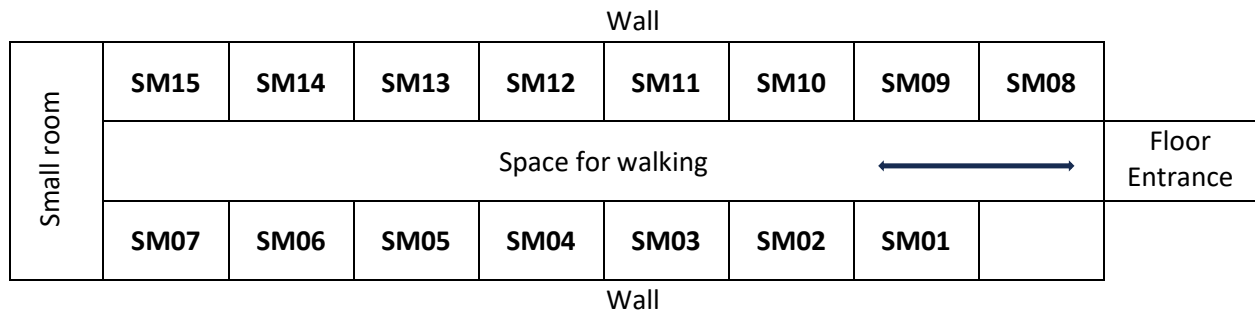 Wall
Small room
SM15 SM14 SM13 SM12 SM11 SM10 SM09 SM08
Space for walking
Floor
Entrance
SM07 SM06 SM05 SM04 SM03 SM02 SM01
Wall